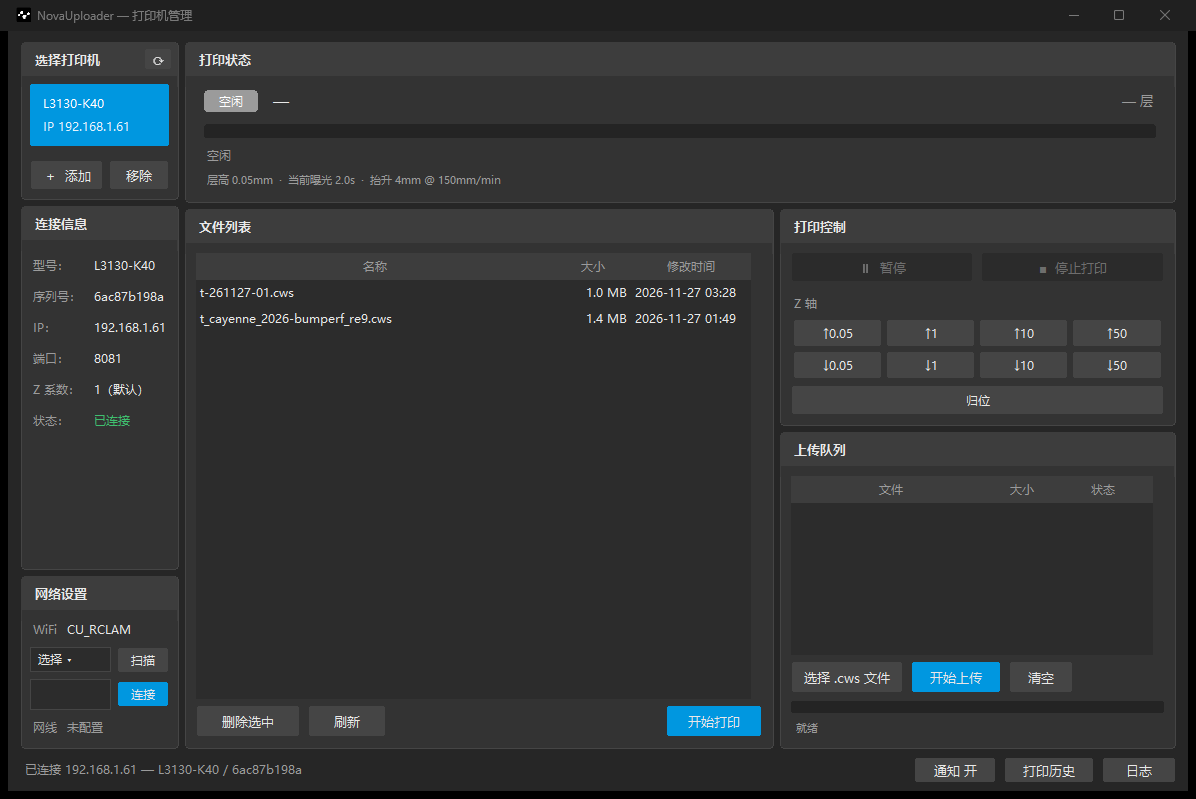 NovaUploader — 打印机管理
选择打印机
⟳
L3130-K40
IP 192.168.1.61
+ 添加
移除
打印状态
空闲 —
— 层
空闲
层高 0.05mm · 当前曝光 2.0s · 抬升 4mm @ 150mm/min
连接信息
型号: L3130-K40
序列号: 6ac87b198a
IP: 192.168.1.61
端口: 8081
Z 系数: 1 (默认)
状态: 已连接
网络设置
WiFi CU_RCLAM
选择 ▾
扫描
连接
网线 未配置
文件列表
名称 大小 修改时间
t-261127-01.cws 1.0 MB 2026-11-27 03:28
t_cayenne_2026-bumperf_re9.cws 1.4 MB 2026-11-27 01:49
删除选中
刷新
开始打印
打印控制
⏸ 暂停
■ 停止打印
Z 轴
↑0.05 ↑1 ↑10 ↑50
↓0.05 ↓1 ↓10 ↓50
归位
上传队列
文件 大小 状态
选择 .cws 文件
开始上传
清空
就绪
已连接 192.168.1.61 — L3130-K40 / 6ac87b198a
通知 开
打印历史
日志